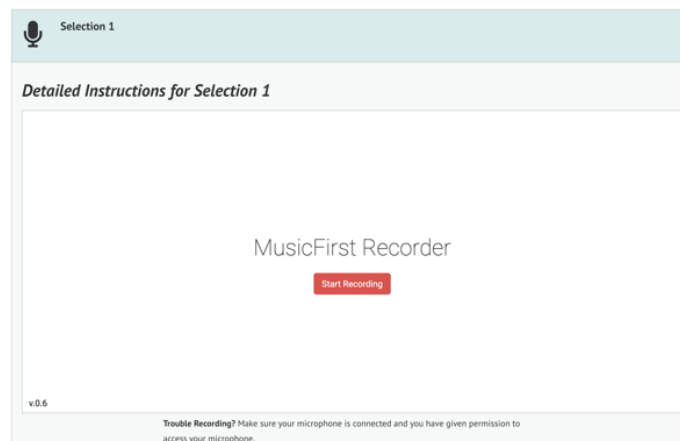 Selection 1
Detailed Instructions for Selection 1
MusicFirst Recorder
Start Recording
v.0.6
Trouble Recording? Make sure your microphone is connected and you have given permission to
access your microphone.